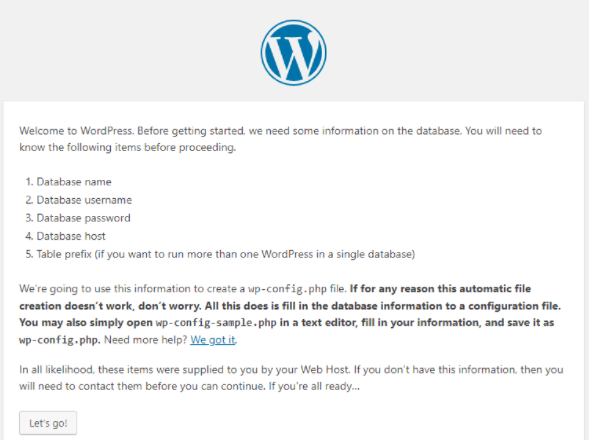 Welcome to WordPress. Before getting started, we need some information on the database. You will need to
know the following items before proceeding.
1. Database name
2. Database username
3. Database password
4. Database host
5. Table prefix (if you want to run more than one WordPress in a single database)
We're going to use this information to create a wp-config.php file. If for any reason this automatic file
creation doesn't work, don't worry. All this does is fill in the database information to a configuration file.
You may also simply open wp-config-sample.php in a text editor, fill in your information, and save it as
wp-config.php. Need more help? We got it.
In all likelihood, these items were supplied to you by your Web Host. If you don't have this information, then you
will need to contact them before you can continue. If you're all ready…
Let's go!